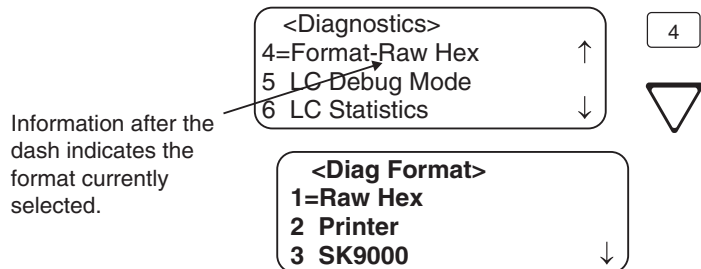 <Diagnostics>
4=Format-Raw Hex ↑
5 LC Debug Mode
6 LC Statistics ↓
4
Information after the
dash indicates the
format currently
selected.
<Diag Format>
1=Raw Hex
2 Printer
3 SK9000 ↓